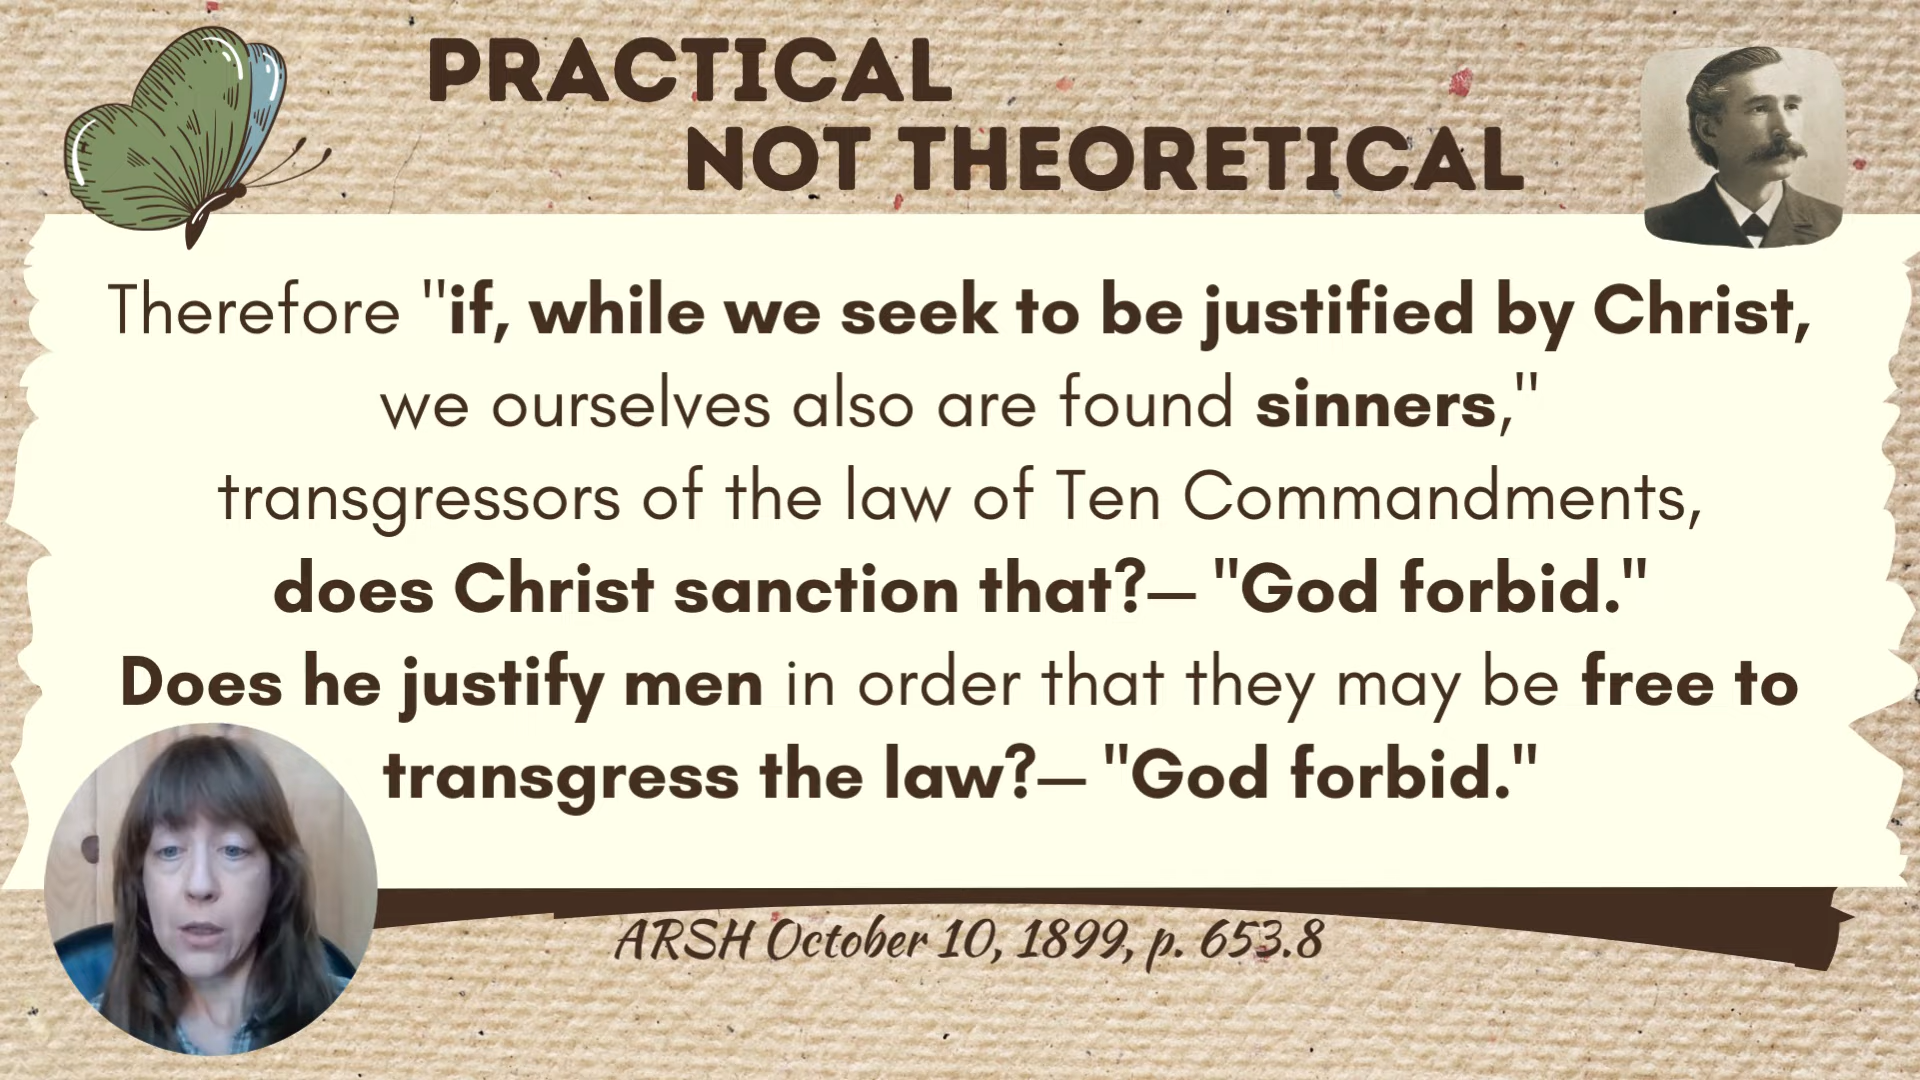 PRACTICAL
NOT THEORETICAL
Therefore "if, while we seek to be justified by Christ,
we ourselves also are found sinners,"
transgressors of the law of Ten Commandments,
does Christ sanction that?— "God forbid."
Does he justify men in order that they may be free to
transgress the law?— "God forbid."
ARSH October 10, 1899, p. 653.8